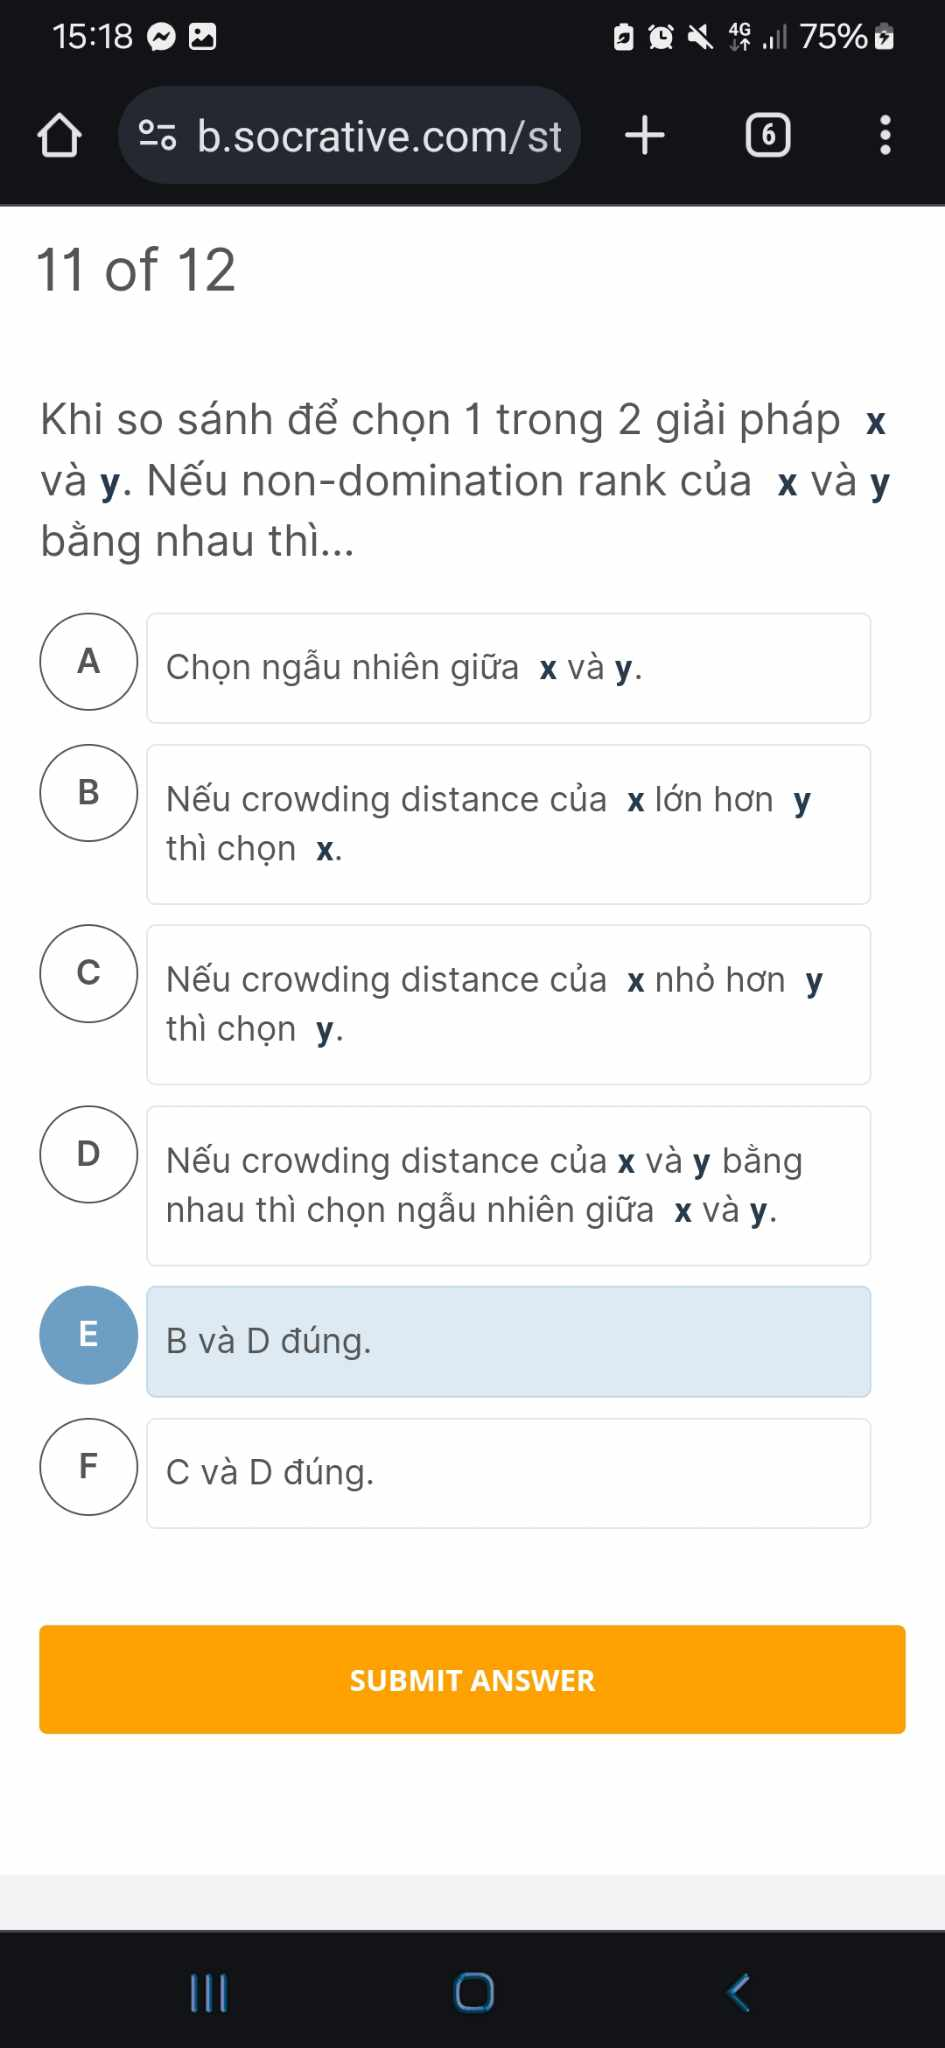 15:18 4G 75%
b.socrative.com/st 6
11 of 12
Khi so sánh để chọn 1 trong 2 giải pháp x
và y. Nếu non-domination rank của x và y
bằng nhau thì...
A Chọn ngẫu nhiên giữa x và y.
B Nếu crowding distance của x lớn hơn y
thì chọn x.
C Nếu crowding distance của x nhỏ hơn y
thì chọn y.
D Nếu crowding distance của x và y bằng
nhau thì chọn ngẫu nhiên giữa x và y.
E B và D đúng.
F C và D đúng.
SUBMIT ANSWER